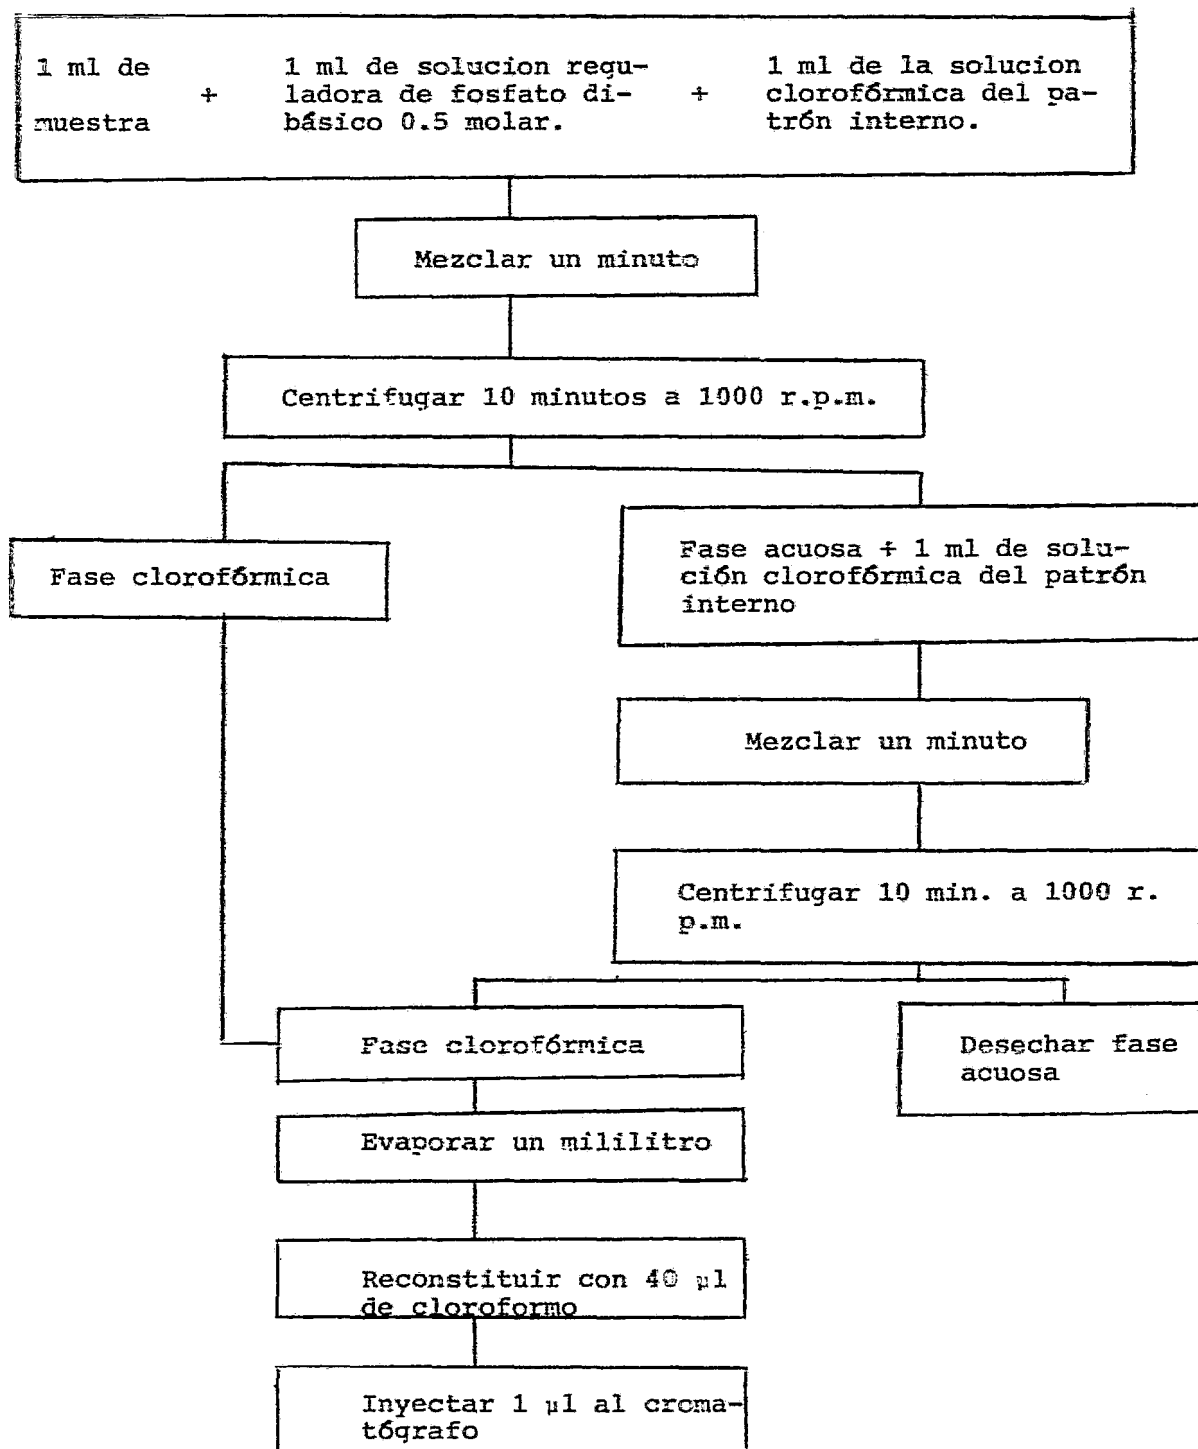 1 ml de
muestra
+
1 ml de solucion regu-
ladora de fosfato di-
básico 0.5 molar.
+
1 ml de la solucion
clorofórmica del pa-
trón interno.
Mezclar un minuto
Centrifugar 10 minutos a 1000 r.p.m.
Fase clorofórmica
Fase acuosa + 1 ml de solu-
ción clorofórmica del patrón
interno
Mezclar un minuto
Centrifugar 10 min. a 1000 r.
p.m.
Fase clorofórmica
Desechar fase
acuosa
Evaporar un mililitro
Reconstituir con 40 µl
de cloroformo
Inyectar 1 µl al croma-
tógrafo